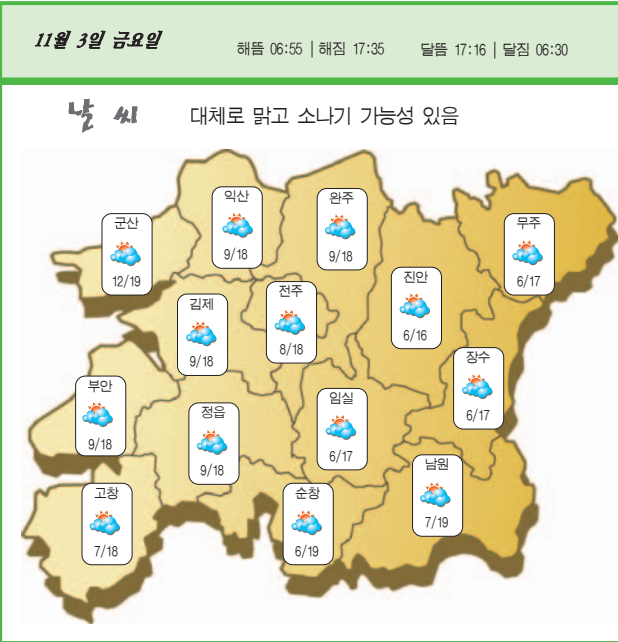 11월 3일 금요일
해뜸 06:55 | 해짐 17:35 달뜸 17:16 | 달짐 06:30
날씨 대체로 맑고 소나기 가능성 있음
익산
9/18
완주
9/18
군산
12/19
무주
6/17
진안
6/16
전주
8/18
김제
9/18
장수
6/17
부안
9/18
임실
6/17
정읍
9/18
남원
7/19
고창
7/18
순창
6/19